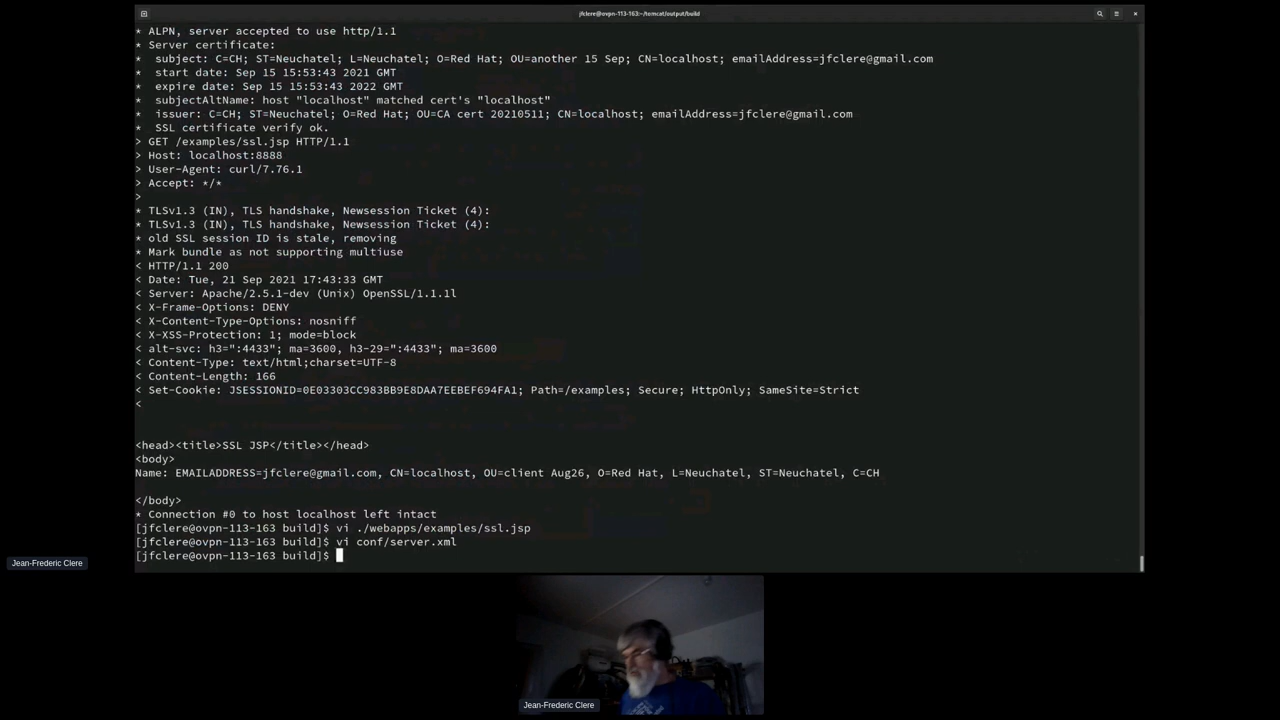 jfclere@ovpn-113-163:~/tomcat/output/build
* ALPN, server accepted to use http/1.1
* Server certificate:
*  subject: C=CH; ST=Neuchatel; L=Neuchatel; O=Red Hat; OU=another 15 Sep; CN=localhost; emailAddress=jfclere@gmail.com
*  start date: Sep 15 15:53:43 2021 GMT
*  expire date: Sep 15 15:53:43 2022 GMT
*  subjectAltName: host "localhost" matched cert's "localhost"
*  issuer: C=CH; ST=Neuchatel; O=Red Hat; OU=CA cert 20210511; CN=localhost; emailAddress=jfclere@gmail.com
*  SSL certificate verify ok.
> GET /examples/ssl.jsp HTTP/1.1
> Host: localhost:8888
> User-Agent: curl/7.76.1
> Accept: */*
>
* TLSv1.3 (IN), TLS handshake, Newsession Ticket (4):
* TLSv1.3 (IN), TLS handshake, Newsession Ticket (4):
* old SSL session ID is stale, removing
* Mark bundle as not supporting multiuse
< HTTP/1.1 200
< Date: Tue, 21 Sep 2021 17:43:33 GMT
< Server: Apache/2.5.1-dev (Unix) OpenSSL/1.1.1l
< X-Frame-Options: DENY
< X-Content-Type-Options: nosniff
< X-XSS-Protection: 1; mode=block
< alt-svc: h3=":4433"; ma=3600, h3-29=":4433"; ma=3600
< Content-Type: text/html;charset=UTF-8
< Content-Length: 166
< Set-Cookie: JSESSIONID=0E03303CC983BB9E8DAA7EEBEF694FA1; Path=/examples; Secure; HttpOnly; SameSite=Strict
<
<head><title>SSL JSP</title></head>
<body>
Name: EMAILADDRESS=jfclere@gmail.com, CN=localhost, OU=client Aug26, O=Red Hat, L=Neuchatel, ST=Neuchatel, C=CH
</body>
* Connection #0 to host localhost left intact
[jfclere@ovpn-113-163 build]$ vi ./webapps/examples/ssl.jsp
[jfclere@ovpn-113-163 build]$ vi conf/server.xml
[jfclere@ovpn-113-163 build]$
Jean-Frederic Clere
Jean-Frederic Clere